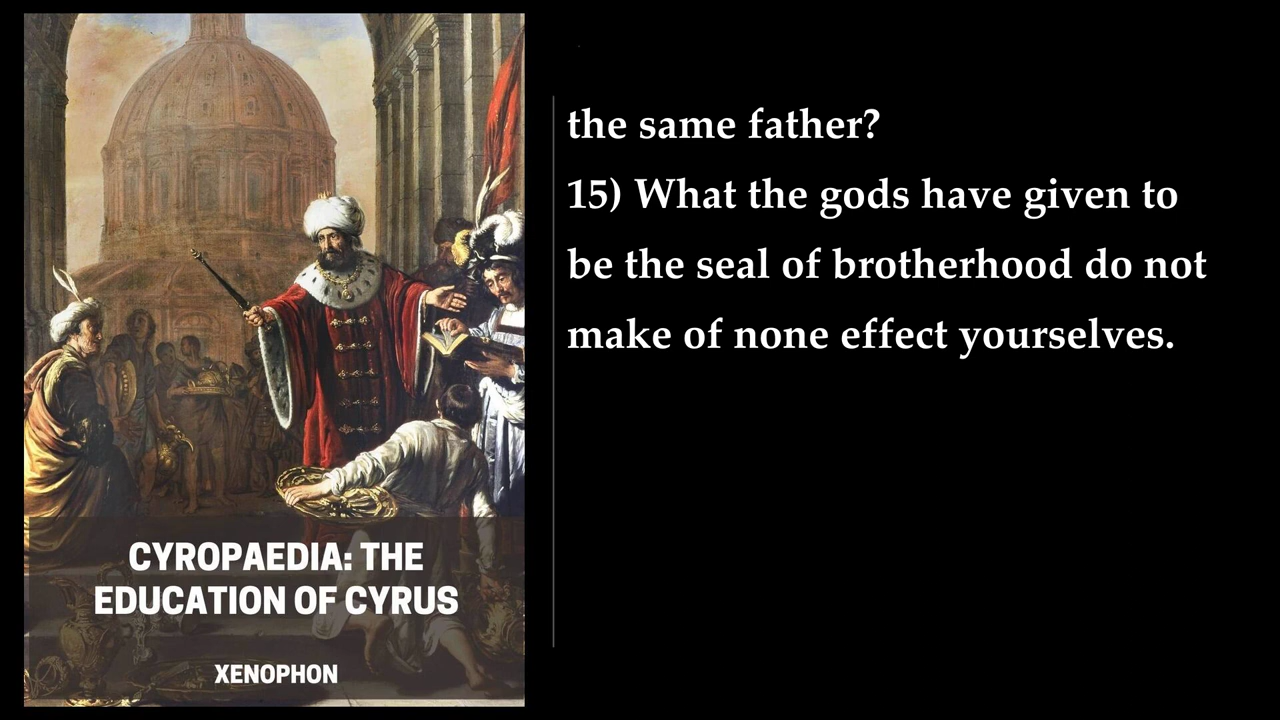 the same father?
15) What the gods have given to
be the seal of brotherhood do not
make of none effect yourselves.
CYROPAEDIA: THE
EDUCATION OF CYRUS
XENOPHON